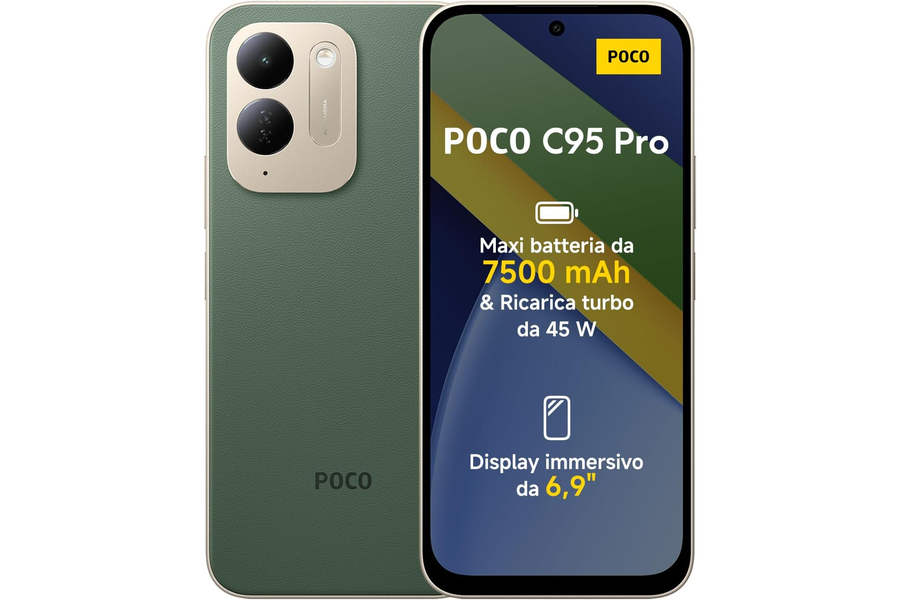 POCO
POCO
POCO C95 Pro
Maxi batteria da
7500 mAh
& Ricarica turbo
da 45 W
Display immersivo
da 6,9"